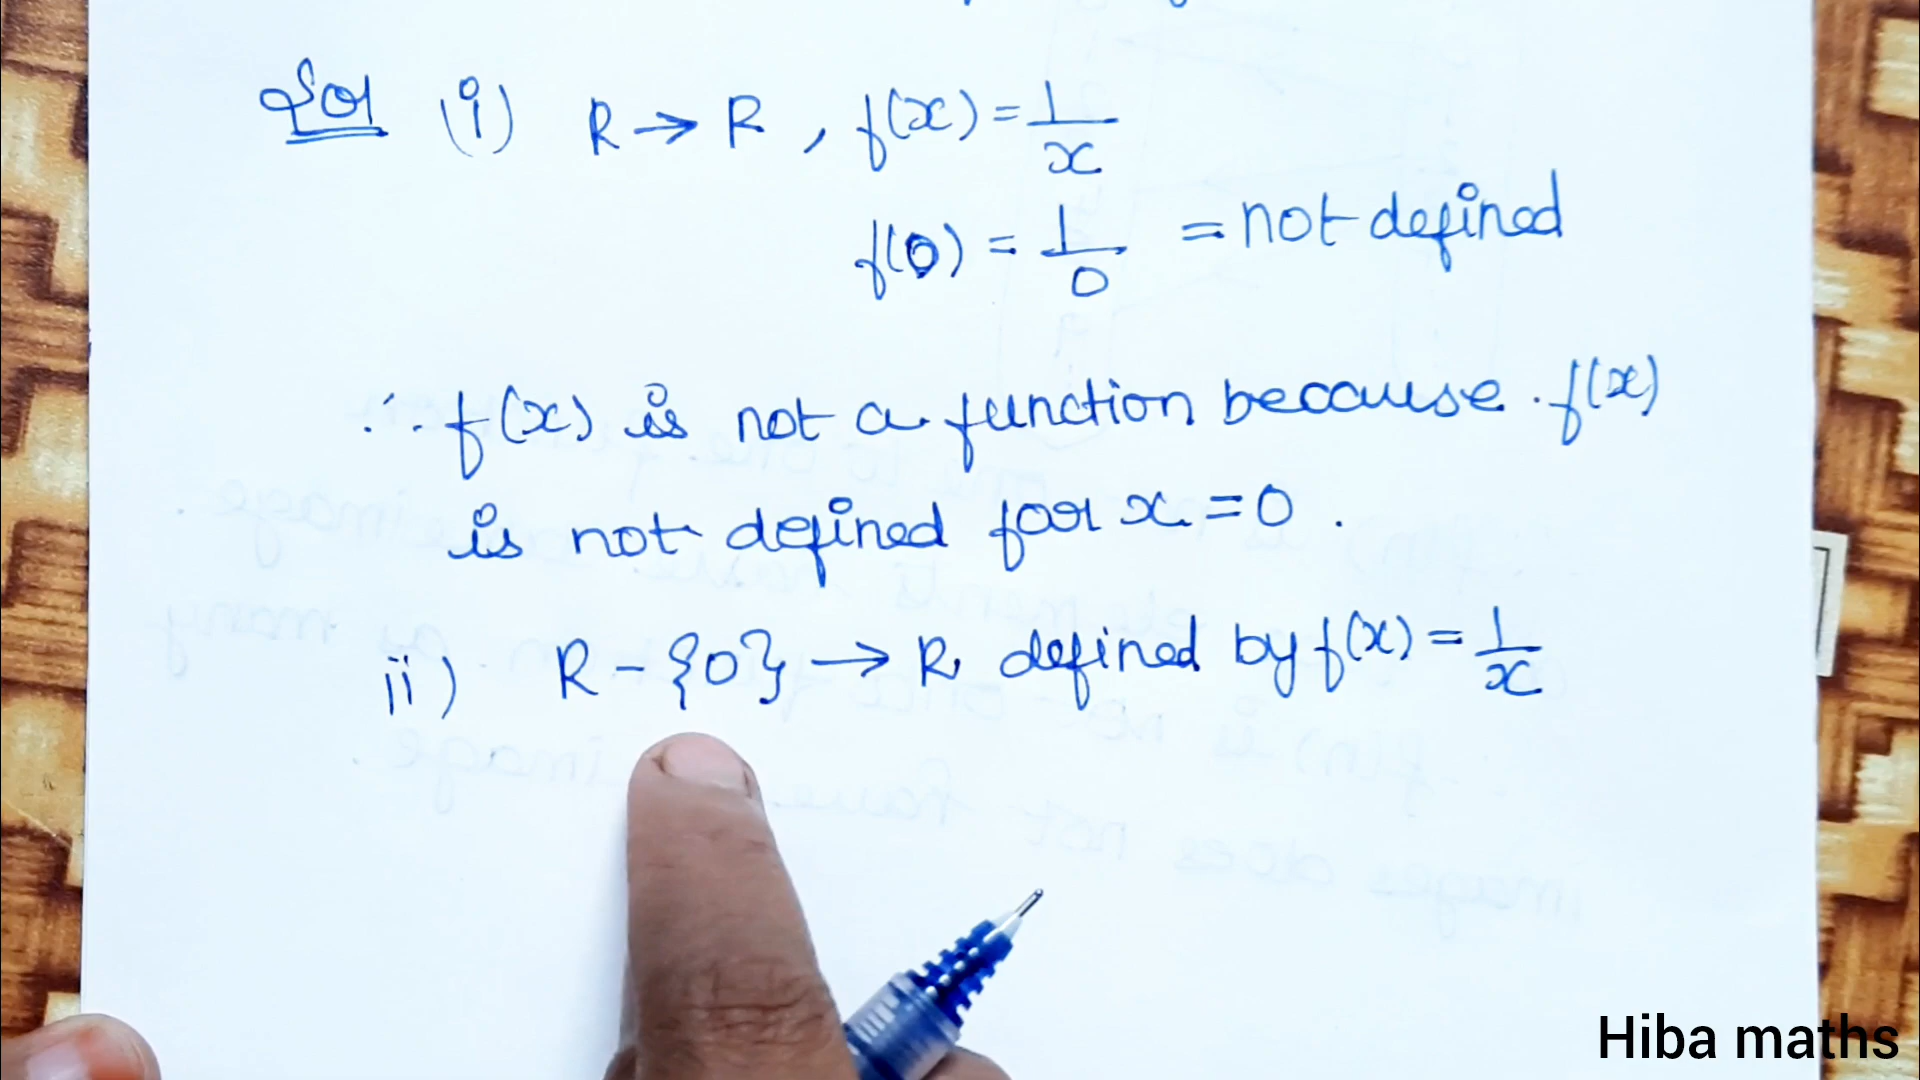 Sol (i) R → R , f(x) = 1/x
f(0) = 1/0 = not defined
∴ f(x) is not a function because f(x)
is not defined for x = 0 .
ii) R - {0} → R defined by f(x) = 1/x
Hiba maths